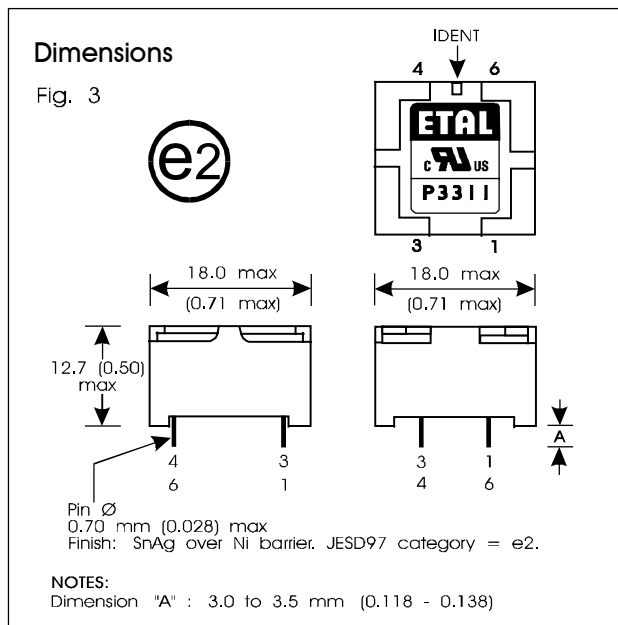 Dimensions
Fig. 3
e2
IDENT
4 6
ETAL
C RU US
P3311
3 1
18.0 max
(0.71 max)
18.0 max
(0.71 max)
12.7 (0.50)
max
A
4 3
6 1
3 1
4 6
Pin Ø
0.70 mm (0.028) max
Finish: SnAg over Ni barrier. JESD97 category = e2.
NOTES:
Dimension "A" : 3.0 to 3.5 mm (0.118 - 0.138)